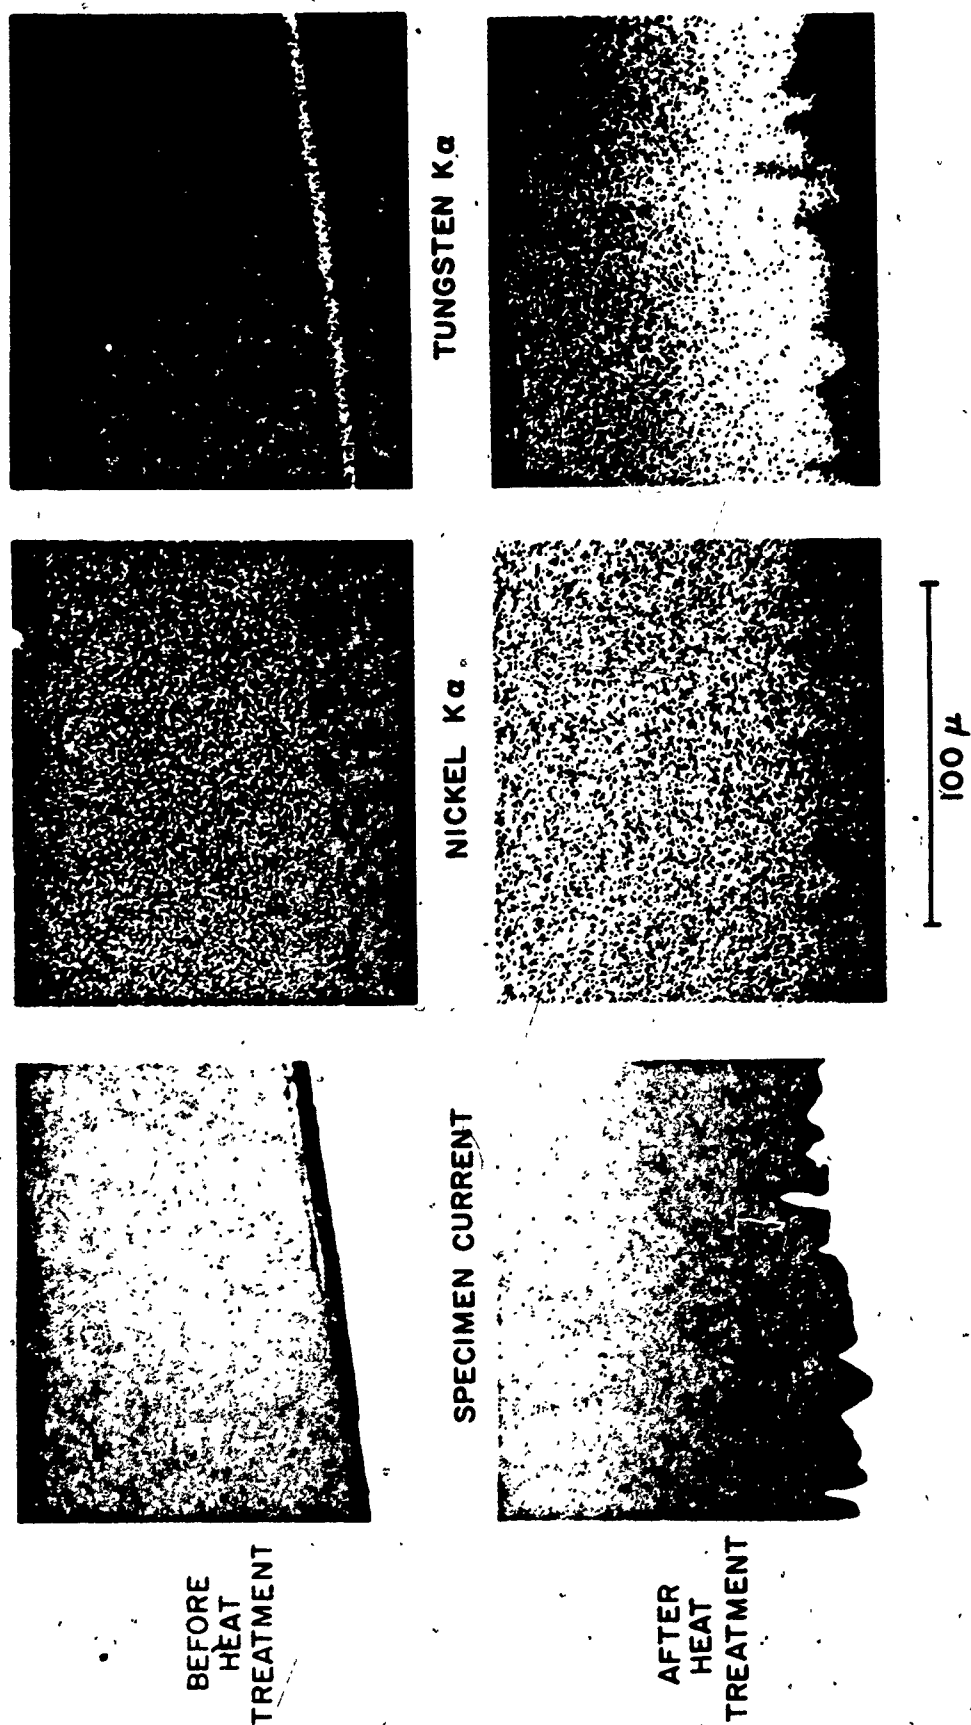 BEFORE
HEAT
TREATMENT
SPECIMEN CURRENT
NICKEL Kα
TUNGSTEN Kα
AFTER
HEAT
TREATMENT
100 μ